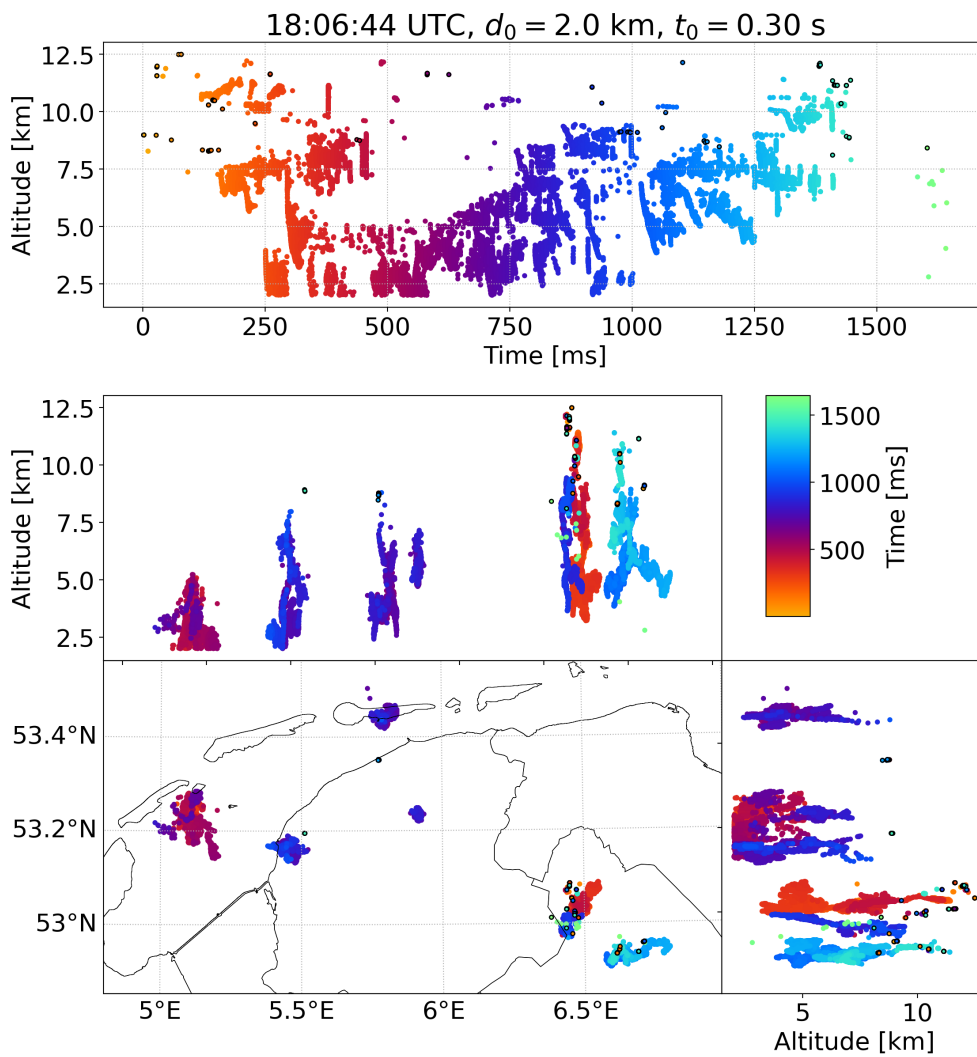 18:06:44 UTC, d₀ = 2.0 km, t₀ = 0.30 s
12.5
10.0
7.5
5.0
2.5
Altitude [km]
0 250 500 750 1000 1250 1500
Time [ms]
12.5
10.0
7.5
5.0
2.5
Altitude [km]
1500
1000
500
Time [ms]
53.4°N
53.2°N
53°N
5°E 5.5°E 6°E 6.5°E
5 10
Altitude [km]